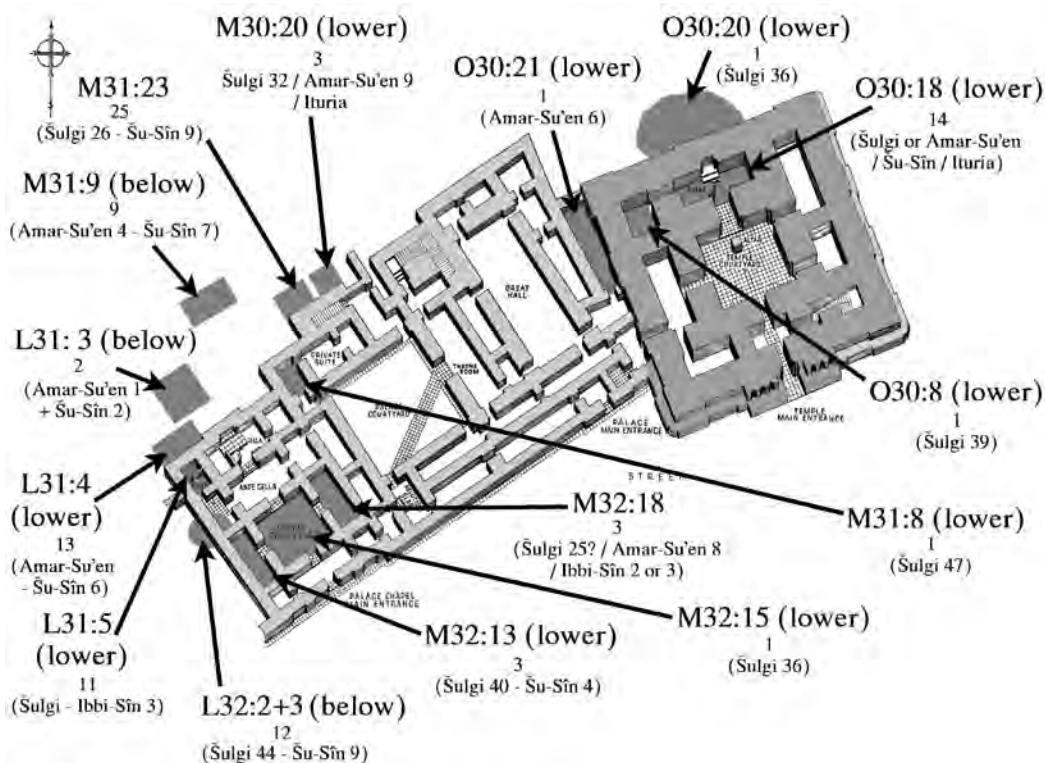 M30:20 (lower)
3
Šulgi 32 / Amar-Su'en 9
/ Ituria
O30:20 (lower)
1
(Šulgi 36)
M31:23
25
(Šulgi 26 - Šu-Sîn 9)
O30:21 (lower)
1
(Amar-Su'en 6)
O30:18 (lower)
14
(Šulgi or Amar-Su'en
/ Šu-Sîn / Ituria)
M31:9 (below)
9
(Amar-Su'en 4 - Šu-Sîn 7)
TEMPLE
COURTYARD
GREAT
HALL
L31: 3 (below)
2
(Amar-Su'en 1
+ Šu-Sîn 2)
PRIVATE
SUITE
THRONE
ROOM
PALACE
COURTYARD
O30:8 (lower)
1
(Šulgi 39)
TEMPLE
MAIN ENTRANCE
PALACE
MAIN ENTRANCE
STREET
ANTE CELLA
L31:4
(lower)
13
(Amar-Su'en
- Šu-Sîn 6)
M32:18
3
(Šulgi 25? / Amar-Su'en 8
/ Ibbi-Sîn 2 or 3)
M31:8 (lower)
1
(Šulgi 47)
PALACE CHAPEL
MAIN ENTRANCE
L31:5
(lower)
11
(Šulgi - Ibbi-Sîn 3)
M32:13 (lower)
3
(Šulgi 40 - Šu-Sîn 4)
M32:15 (lower)
1
(Šulgi 36)
L32:2+3 (below)
12
(Šulgi 44 - Šu-Sîn 9)